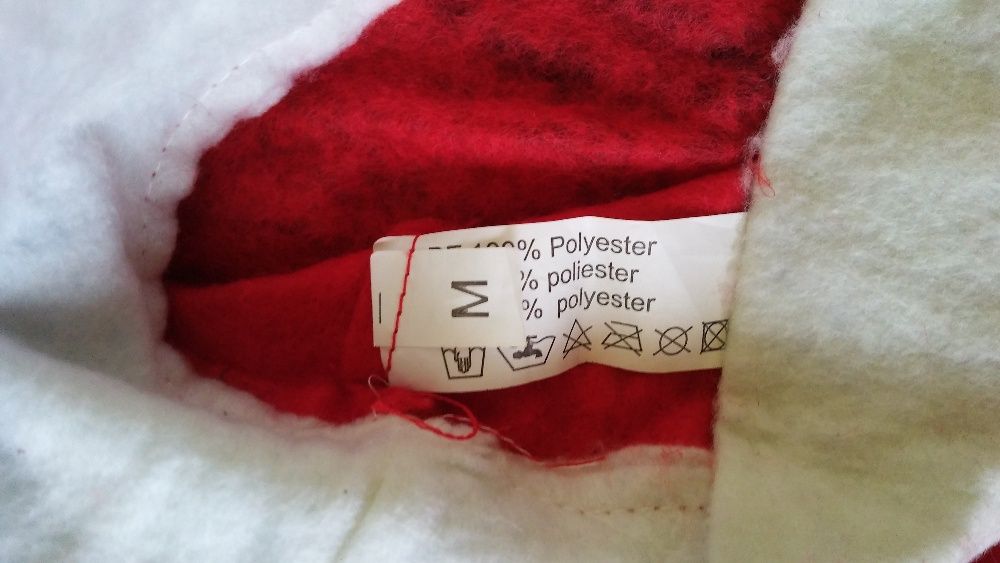 100% Polyester
% poliester
% polyester
M